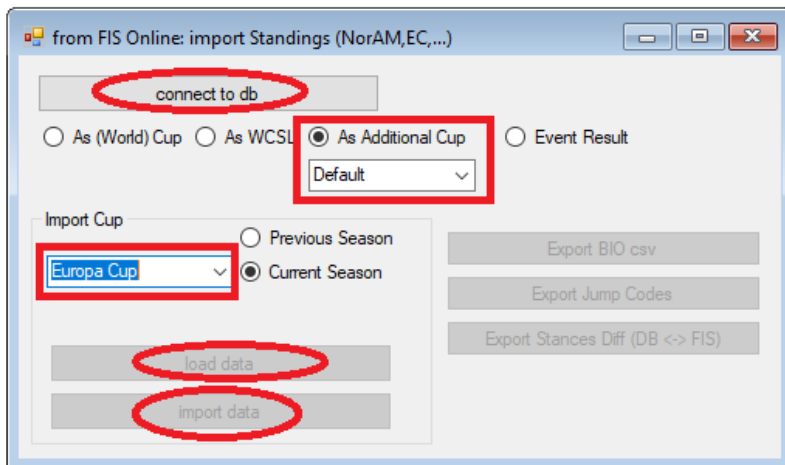 from FIS Online: import Standings (NorAM,EC,...)
connect to db
As (World) Cup As WCSL As Additional Cup Event Result
Default
Import Cup
Previous Season
Europa Cup Current Season
Export BIO csv
Export Jump Codes
Export Stances Diff (DB <-> FIS)
load data
import data